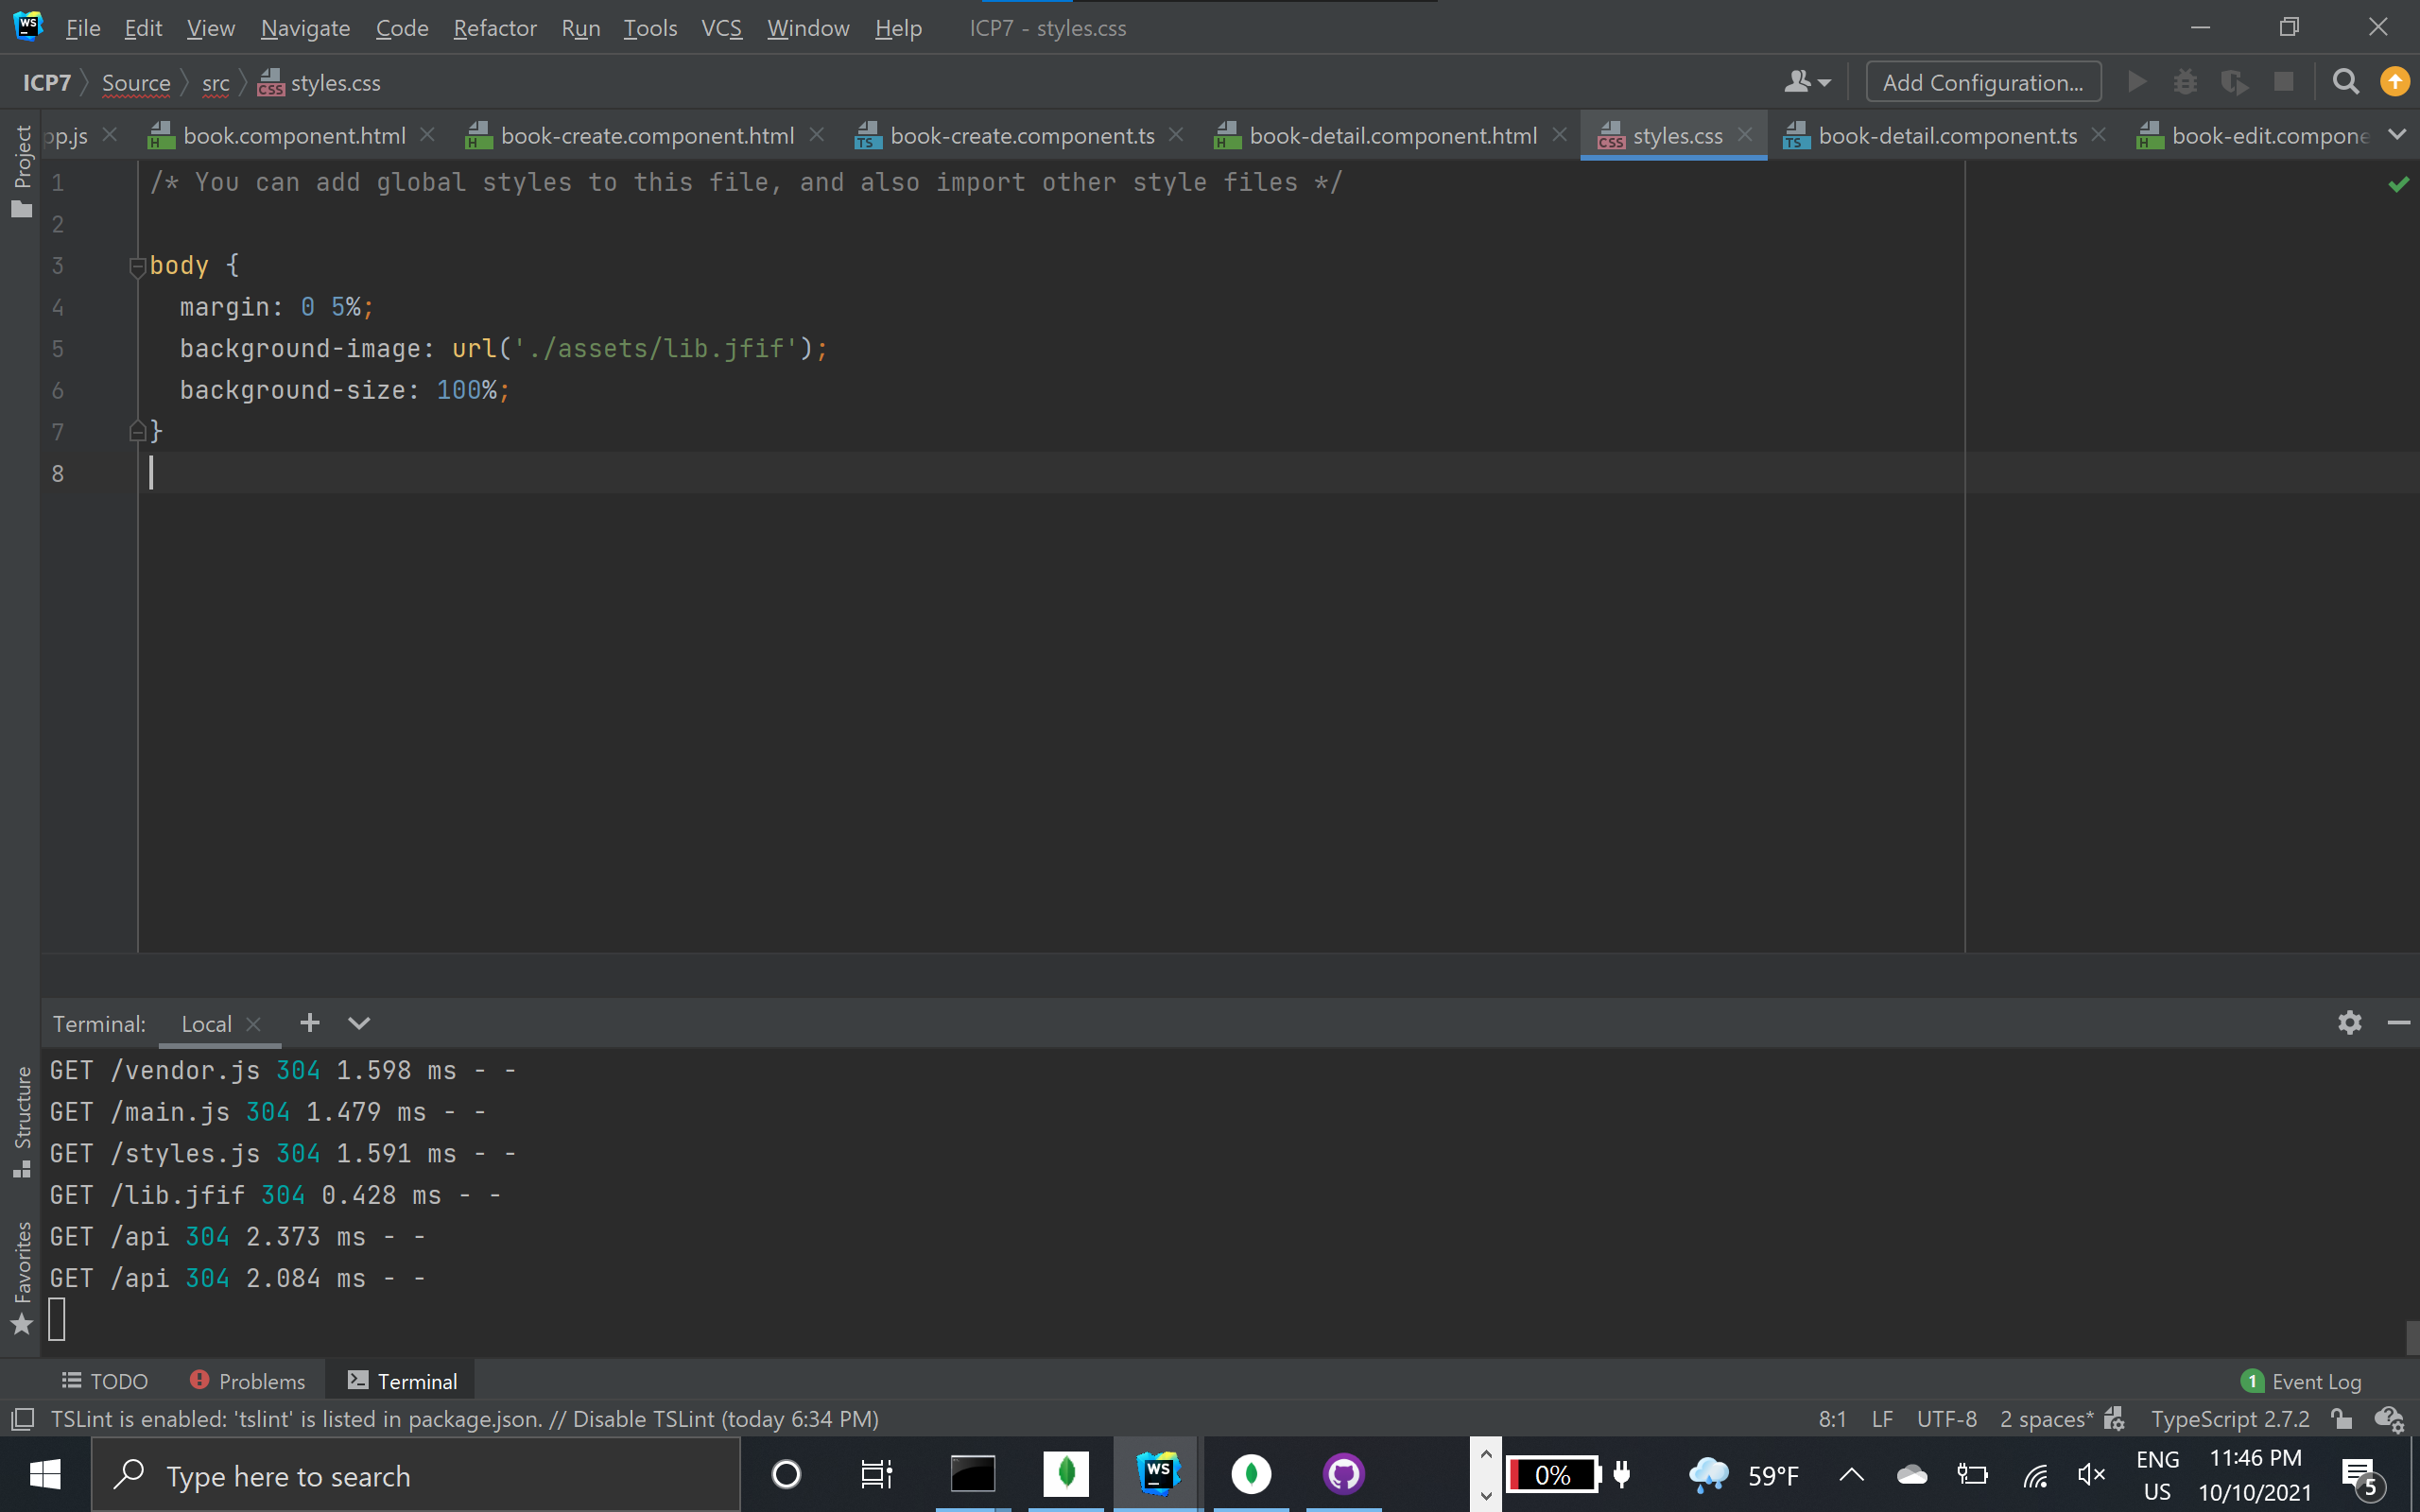 WS File Edit View Navigate Code Refactor Run Tools VCS Window Help ICP7 - styles.css
ICP7 Source src CSS styles.css Add Configuration...
pp.js H book.component.html H book-create.component.html TS book-create.component.ts H book-detail.component.html CSS styles.css TS book-detail.component.ts H book-edit.compone
Project
1 /* You can add global styles to this file, and also import other style files */
2
3 body {
4 margin: 0 5%;
5 background-image: url('./assets/lib.jfif');
6 background-size: 100%;
7 }
8
Terminal: Local
GET /vendor.js 304 1.598 ms - -
GET /main.js 304 1.479 ms - -
GET /styles.js 304 1.591 ms - -
GET /lib.jfif 304 0.428 ms - -
GET /api 304 2.373 ms - -
GET /api 304 2.084 ms - -
Structure
Favorites
TODO Problems Terminal 1 Event Log
TSLint is enabled: 'tslint' is listed in package.json. // Disable TSLint (today 6:34 PM) 8:1 LF UTF-8 2 spaces* TypeScript 2.7.2
Type here to search WS 0% 59°F ENG 11:46 PM
US 10/10/2021 5